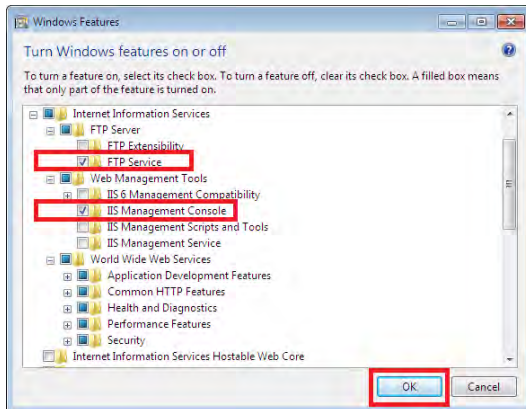 Windows Features
Turn Windows features on or off
To turn a feature on, select its check box. To turn a feature off, clear its check box. A filled box means
that only part of the feature is turned on.
Internet Information Services
FTP Server
FTP Extensibility
FTP Service
Web Management Tools
IIS 6 Management Compatibility
IIS Management Console
IIS Management Scripts and Tools
IIS Management Service
World Wide Web Services
Application Development Features
Common HTTP Features
Health and Diagnostics
Performance Features
Security
Internet Information Services Hostable Web Core
OK Cancel